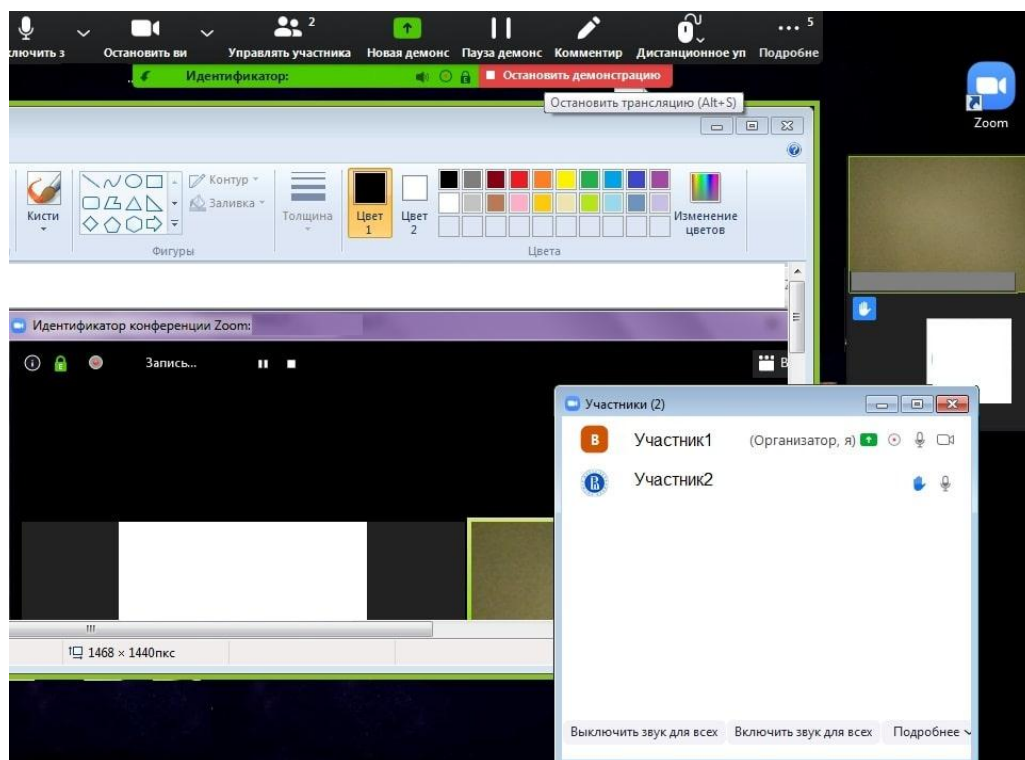 2
5
ключить з
Остановить ви
Управлять участника
Новая демонс
Пауза демонс
Комментир
Дистанционное уп
Подробне
Идентификатор:
Остановить демонстрацию
Остановить трансляцию (Alt+S)
Zoom
Кисти
Контур
Заливка
Толщина
Цвет
1
Цвет
2
Изменение
цветов
Фигуры
Цвета
Идентификатор конференции Zoom:
Запись...
В
Участники (2)
В Участник1 (Организатор, я)
Участник2
1468 × 1440пкс
Выключить звук для всех Включить звук для всех Подробнее